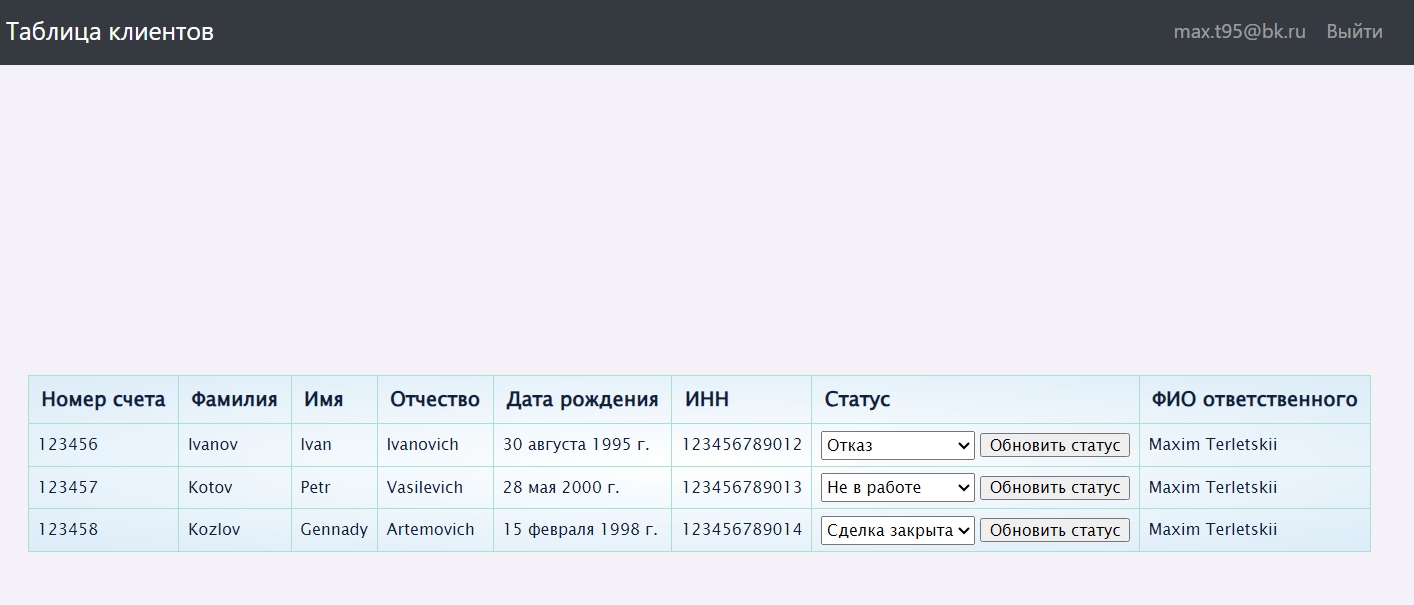 Таблица клиентов max.t95@bk.ru Выйти
Номер счета Фамилия Имя Отчество Дата рождения ИНН Статус ФИО ответственного
123456 Ivanov Ivan Ivanovich 30 августа 1995 г. 123456789012 Отказ Обновить статус Maxim Terletskii
123457 Kotov Petr Vasilevich 28 мая 2000 г. 123456789013 Не в работе Обновить статус Maxim Terletskii
123458 Kozlov Gennady Artemovich 15 февраля 1998 г. 123456789014 Сделка закрыта Обновить статус Maxim Terletskii